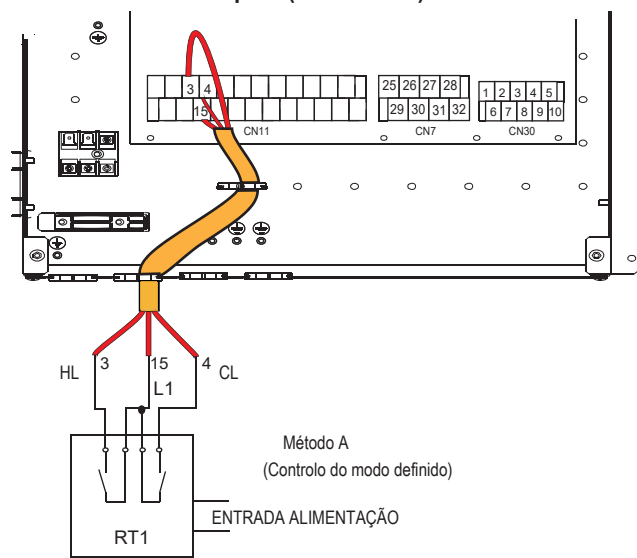 3 4
15
CN11
25 26 27 28
29 30 31 32
CN7
1 2 3 4 5
6 7 8 9 10
CN30
HL 3 15 4 CL
L1
Método A
(Controlo do modo definido)
ENTRADA ALIMENTAÇÃO
RT1